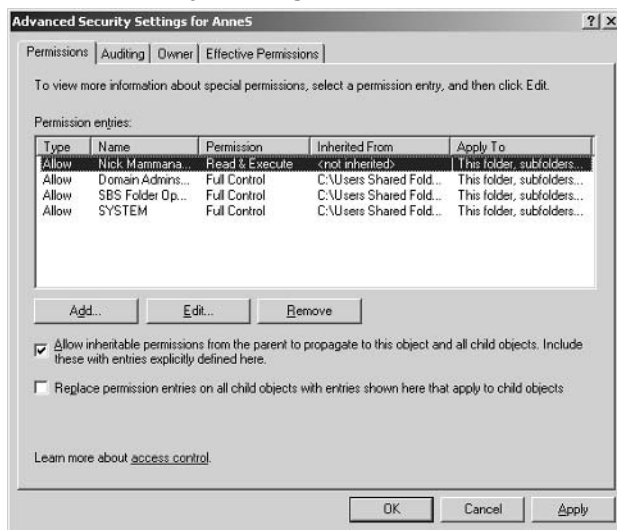 Advanced Security Settings for AnneS
Permissions Auditing Owner Effective Permissions
To view more information about special permissions, select a permission entry, and then click Edit.
Permission entries:
Type Name Permission Inherited From Apply To
Allow Nick Mammana... Read & Execute <not inherited> This folder, subfolders...
Allow Domain Admins... Full Control C:\Users Shared Fold... This folder, subfolders...
Allow SBS Folder Op... Full Control C:\Users Shared Fold... This folder, subfolders...
Allow SYSTEM Full Control C:\Users Shared Fold... This folder, subfolders...
Add... Edit... Remove
Allow inheritable permissions from the parent to propagate to this object and all child objects. Include
these with entries explicitly defined here.
Replace permission entries on all child objects with entries shown here that apply to child objects
Learn more about access control.
OK Cancel Apply